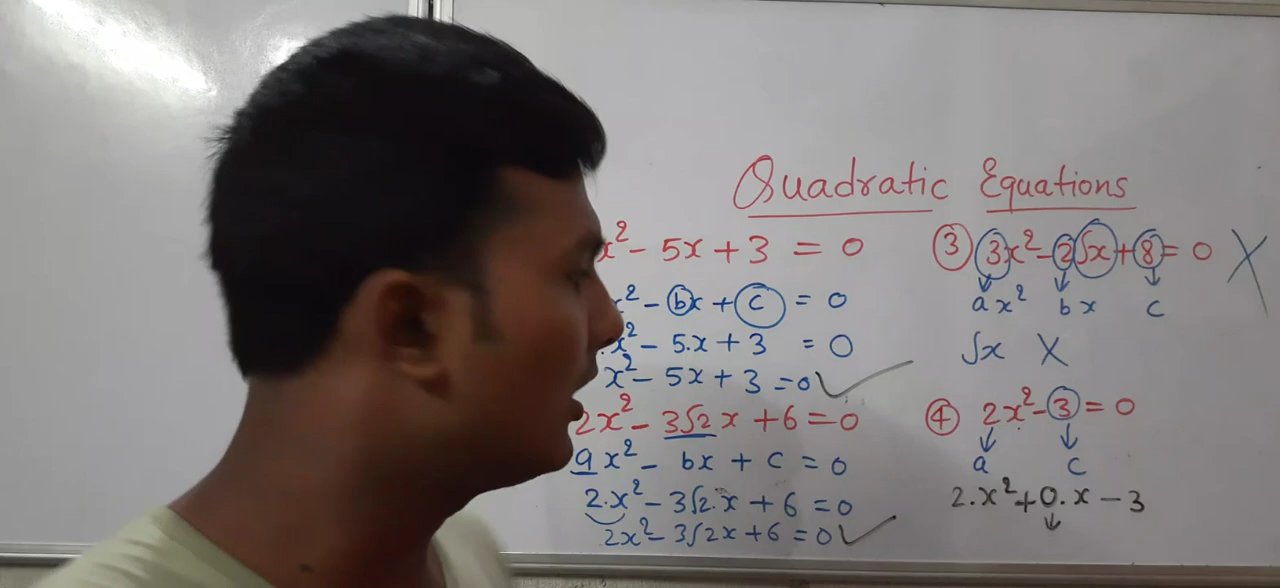 Quadratic Equations
x² - 5x + 3 = 0
x² - bx + c = 0
x² - 5.x + 3 = 0
x² - 5x + 3 = 0 ✓
2x² - 3√2 x + 6 = 0
ax² - bx + c = 0
2.x² - 3√2.x + 6 = 0
2x² - 3√2x + 6 = 0 ✓
③ 3x² - 2√x + 8 = 0 X
↓ ↓ ↓
ax² bx c
√x X
④ 2x² - 3 = 0
↓ ↓
a c
2.x² + 0.x - 3
↓